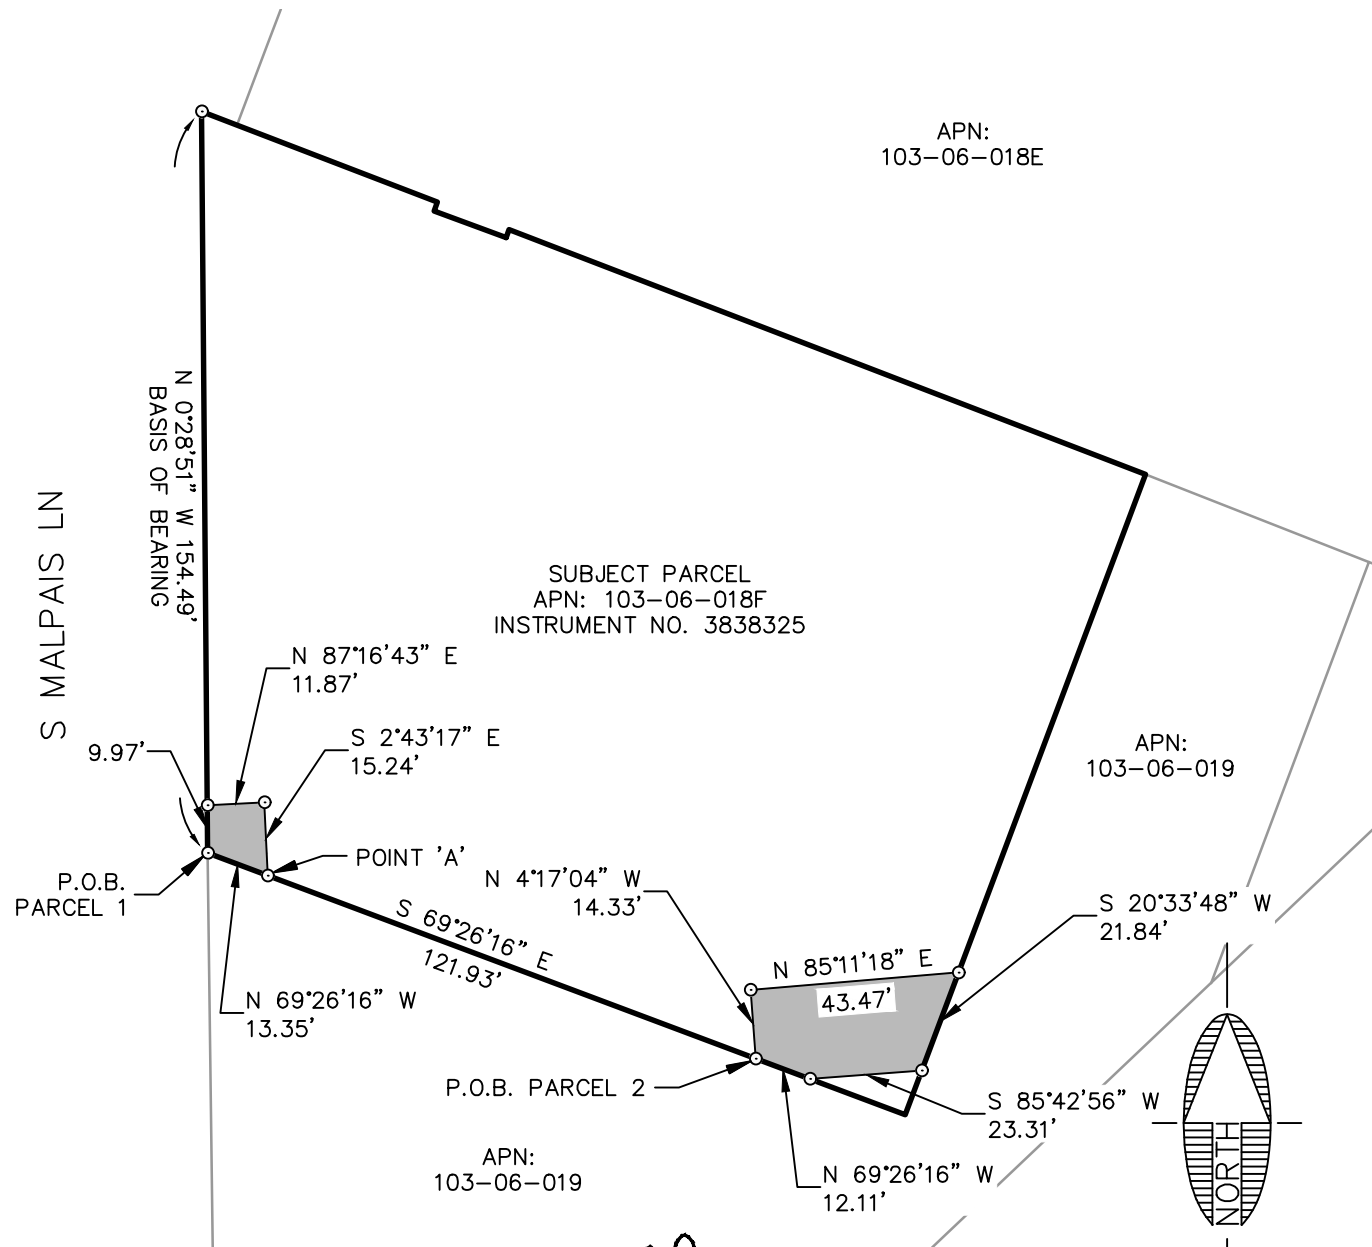 APN:
103-06-018E
N 0°28'51" W 154.49'
BASIS OF BEARING
S MALPAIS LN
SUBJECT PARCEL
APN: 103-06-018F
INSTRUMENT NO. 3838325
N 87°16'43" E
11.87'
S 2°43'17" E
15.24'
9.97'
APN:
103-06-019
POINT 'A'
P.O.B.
PARCEL 1
N 4°17'04" W
14.33'
S 69°26'16" E
121.93'
S 20°33'48" W
21.84'
N 85°11'18" E
43.47'
N 69°26'16" W
13.35'
P.O.B. PARCEL 2
S 85°42'56" W
23.31'
APN:
103-06-019
N 69°26'16" W
12.11'
NORTH